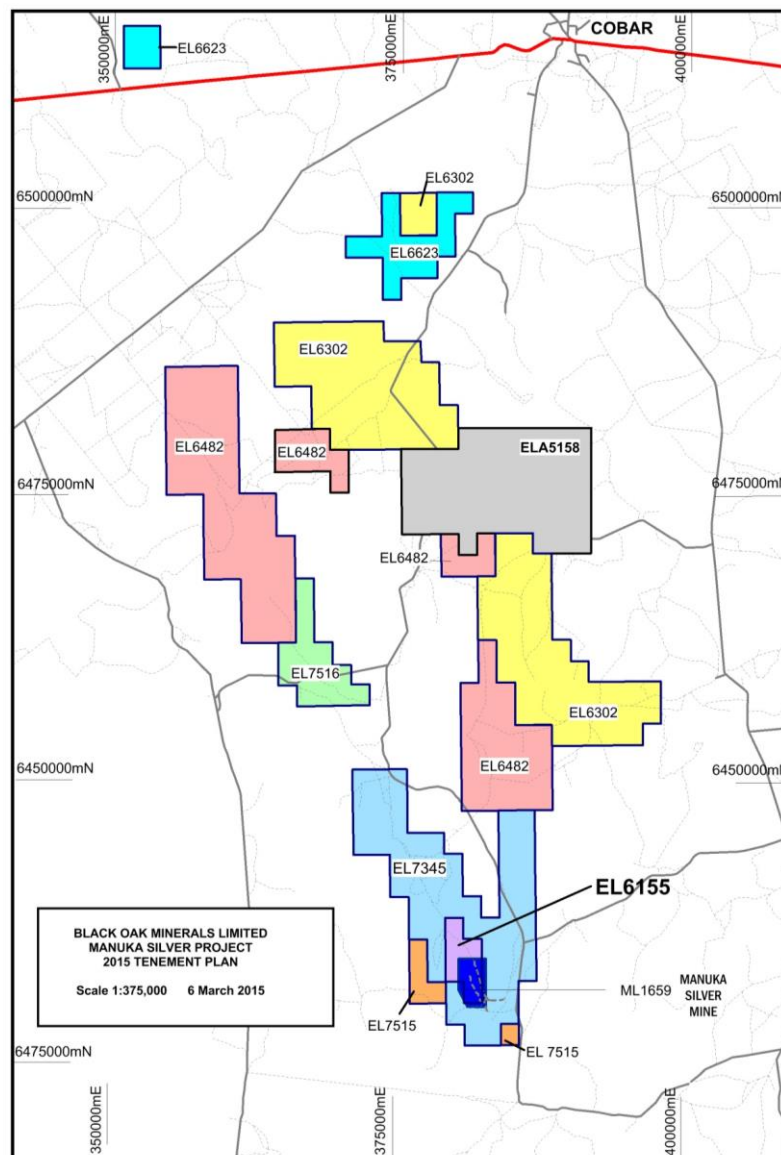 COBAR
350000mE
375000mE
400000mE
EL6623
6500000mN
6500000mN
EL6302
EL6623
EL6302
EL6482
EL6482
ELA5158
6475000mN
6475000mN
EL6482
EL7516
EL6302
EL6482
6450000mN
6450000mN
EL7345
EL6155
BLACK OAK MINERALS LIMITED
MANUKA SILVER PROJECT
2015 TENEMENT PLAN
Scale 1:375,000 6 March 2015
ML1659
MANUKA
SILVER
MINE
EL7515
EL 7515
6475000mN
6475000mN
350000mE
375000mE
400000mE